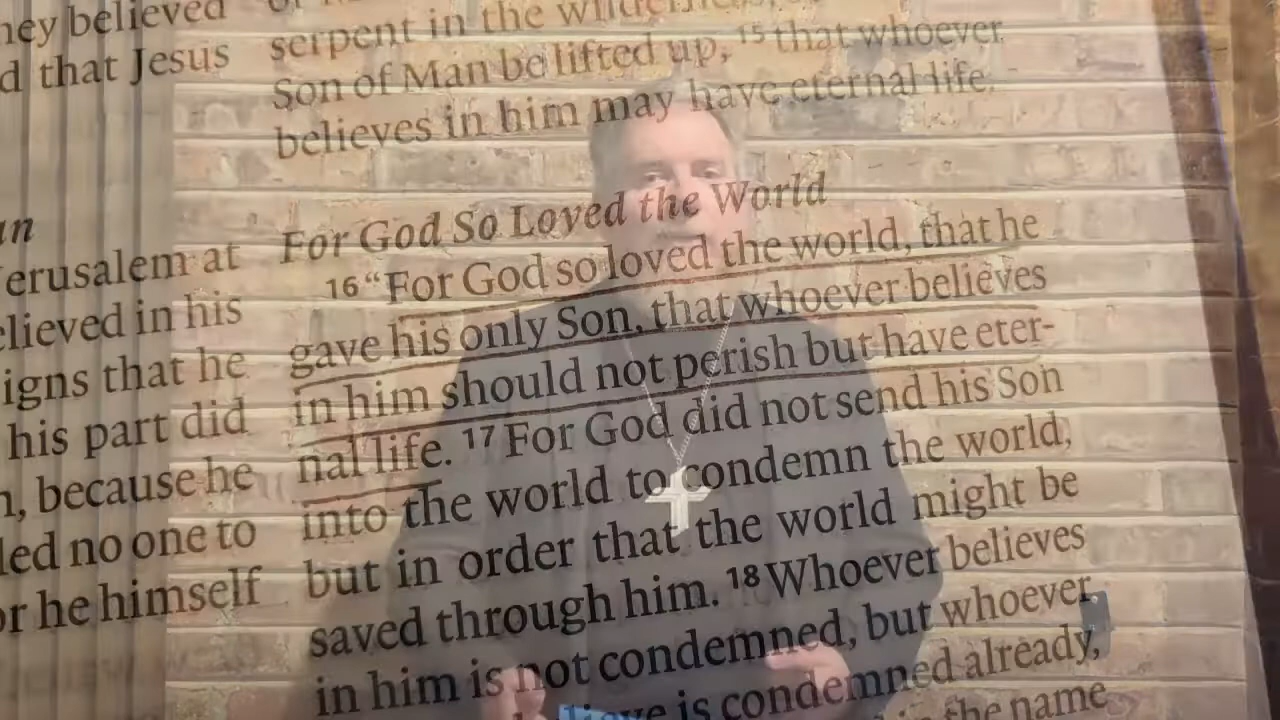 hey believed
d that Jesus
un
erusalem at
elieved in his
igns that he
his part did
n, because he
led no one to
or he himself
serpent in the wilderness,
Son of Man be lifted up, 15 that whoever
believes in him may have eternal life.
For God So Loved the World
16 “For God so loved the world, that he
gave his only Son, that whoever believes
in him should not perish but have eter-
nal life. 17 For God did not send his Son
into the world to condemn the world,
but in order that the world might be
saved through him. 18 Whoever believes
in him is not condemned, but whoever
is condemned already,
the name